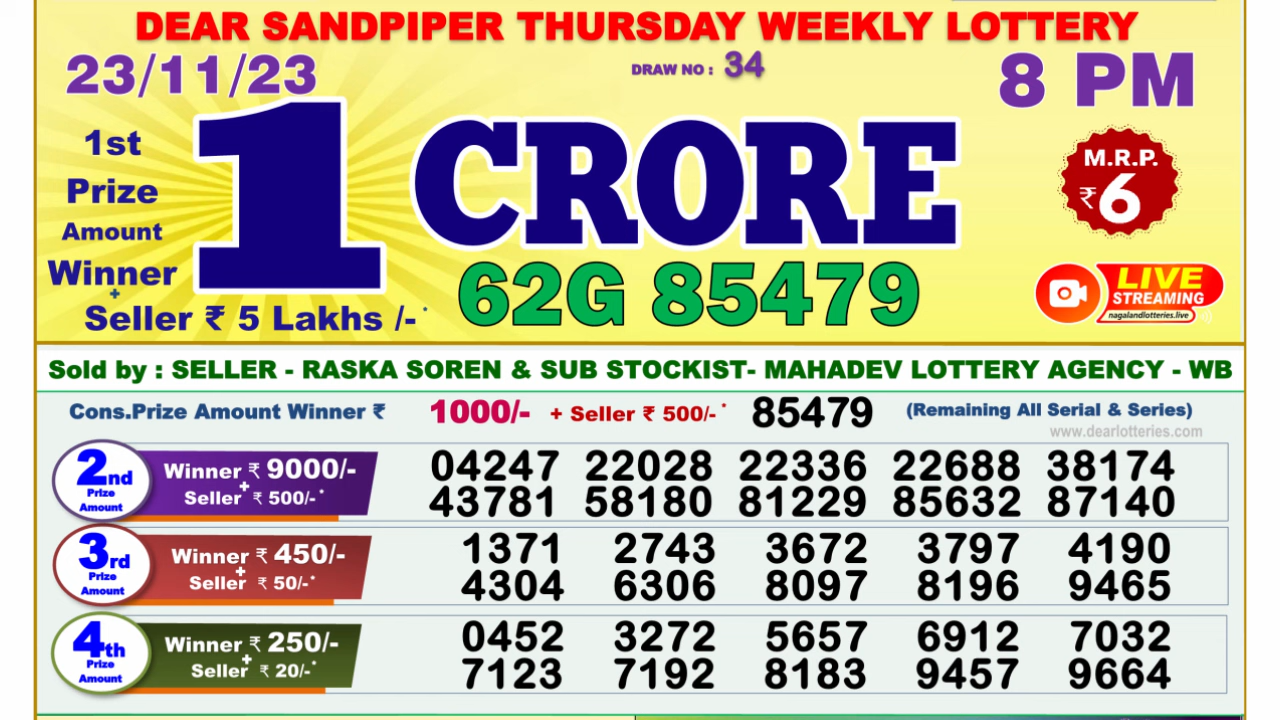 DEAR SANDPIPER THURSDAY WEEKLY LOTTERY
23/11/23
DRAW NO : 34
8 PM
1st
Prize
Amount
Winner
+
Seller ₹ 5 Lakhs /-*
1 CRORE
62G 85479
M.R.P.
₹6
LIVE
STREAMING
nagalandlotteries.live
Sold by : SELLER - RASKA SOREN & SUB STOCKIST- MAHADEV LOTTERY AGENCY - WB
Cons.Prize Amount Winner ₹ 1000/- + Seller ₹ 500/-* 85479 (Remaining All Serial & Series)
www.dearlotteries.com
2nd
Prize
Amount
Winner ₹ 9000/-
+
Seller ₹ 500/-*
04247 22028 22336 22688 38174
43781 58180 81229 85632 87140
3rd
Prize
Amount
Winner ₹ 450/-
+
Seller ₹ 50/-*
1371 2743 3672 3797 4190
4304 6306 8097 8196 9465
4th
Prize
Amount
Winner ₹ 250/-
+
Seller ₹ 20/-*
0452 3272 5657 6912 7032
7123 7192 8183 9457 9664